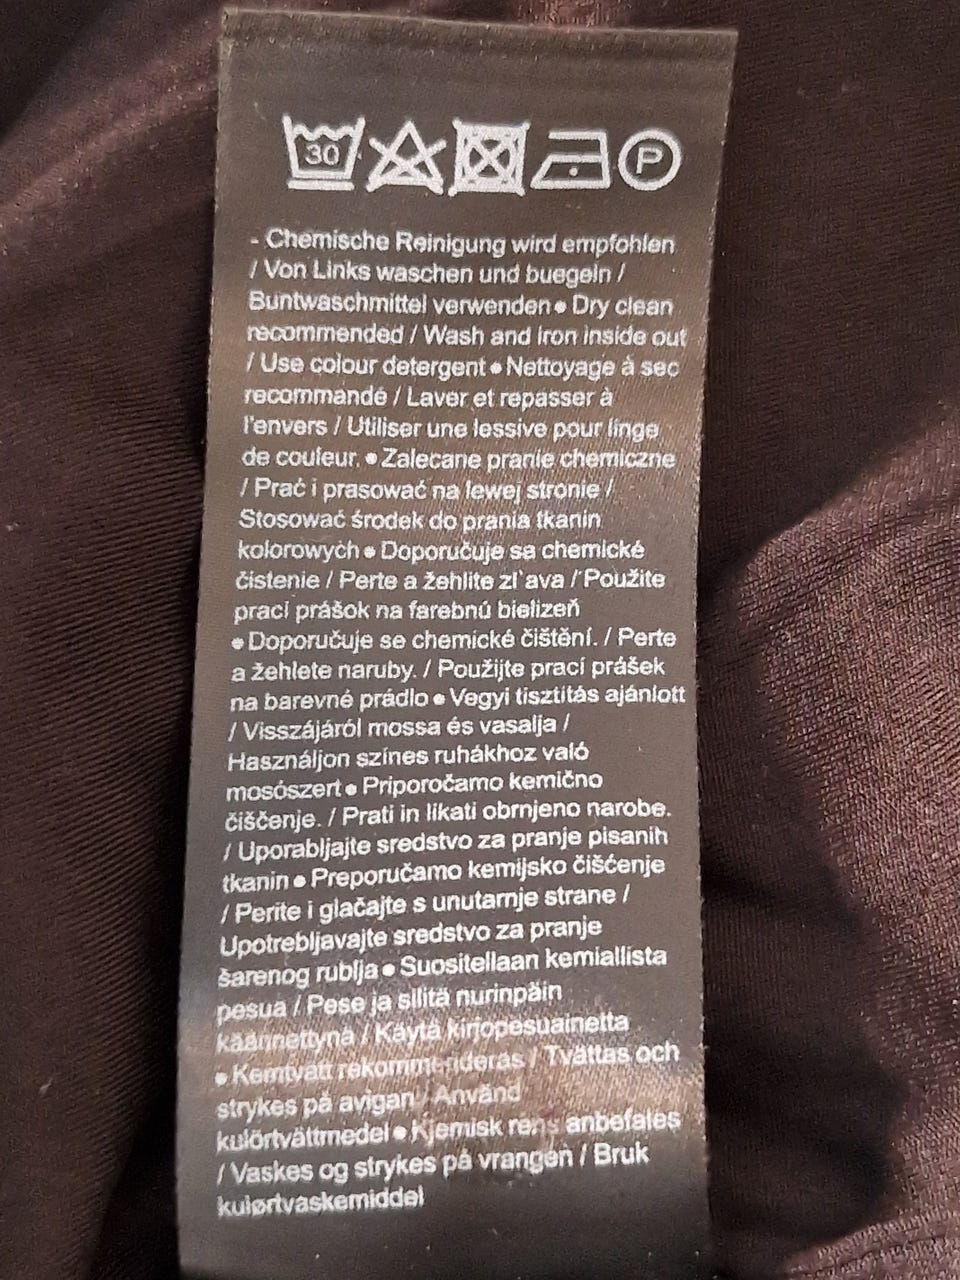 30 P
- Chemische Reinigung wird empfohlen
/ Von Links waschen und buegeln /
Buntwaschmittel verwenden • Dry clean
recommended / Wash and iron inside out
/ Use colour detergent • Nettoyage à sec
recommandé / Laver et repasser à
l'envers / Utiliser une lessive pour linge
de couleur. • Zalecane pranie chemiczne
/ Prać i prasować na lewej stronie /
Stosować środek do prania tkanin
kolorowych • Doporučuje sa chemické
čistenie / Perte a žehlite zl'ava / Použite
prací prášok na farebnú bielizeň
• Doporučuje se chemické čištění. / Perte
a žehlete naruby. / Použijte prací prášek
na barevné prádlo • Vegyi tisztítás ajánlott
/ Visszájáról mossa és vasalja /
Használjon színes ruhákhoz való
mosószert • Priporočamo kemično
čiščenje. / Prati in likati obrnjeno narobe.
/ Uporabljajte sredstvo za pranje pisanih
tkanin • Preporučamo kemijsko čišćenje
/ Perite i glačajte s unutarnje strane /
Upotrebljavajte sredstvo za pranje
šarenog rublja • Suositellaan kemiallista
pesua / Pese ja silitä nurinpäin
käännettynä / Käytä kirjopesuainetta
• Kemtvätt rekommenderas / Tvättas och
strykes på avigan / Använd
kulörtvättmedel • Kjemisk rens anbefales
/ Vaskes og strykes på vrangen / Bruk
kulørtvaskemiddel